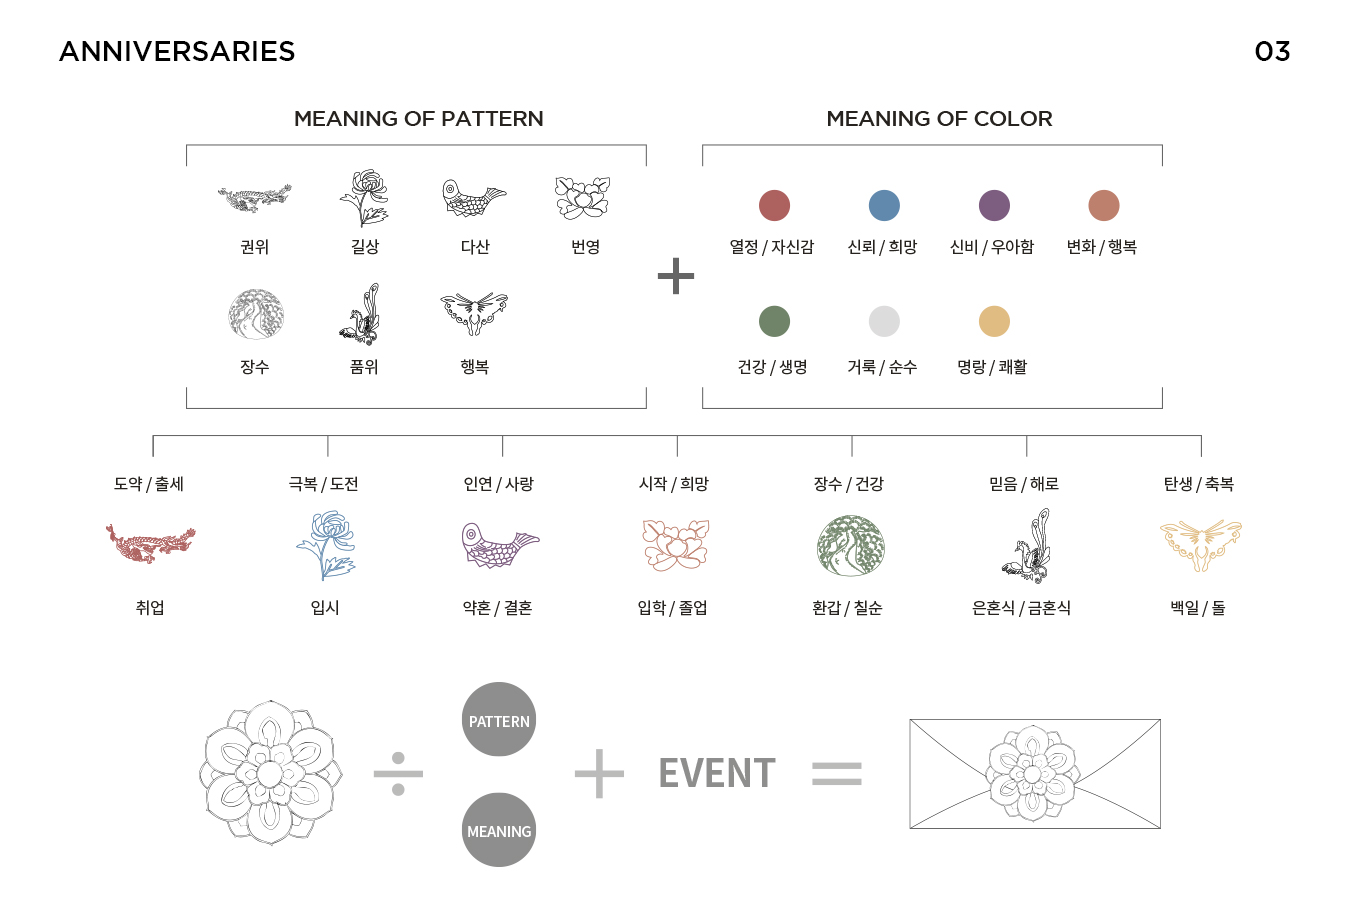 ANNIVERSARIES
03
MEANING OF PATTERN
MEANING OF COLOR
권위
길상
다산
번영
장수
품위
행복
+
열정 / 자신감
신뢰 / 희망
신비 / 우아함
변화 / 행복
건강 / 생명
거룩 / 순수
명랑 / 쾌활
도약 / 출세
극복 / 도전
인연 / 사랑
시작 / 희망
장수 / 건강
믿음 / 해로
탄생 / 축복
취업
입시
약혼 / 결혼
입학 / 졸업
환갑 / 칠순
은혼식 / 금혼식
백일 / 돌
÷
PATTERN
MEANING
+
EVENT
=